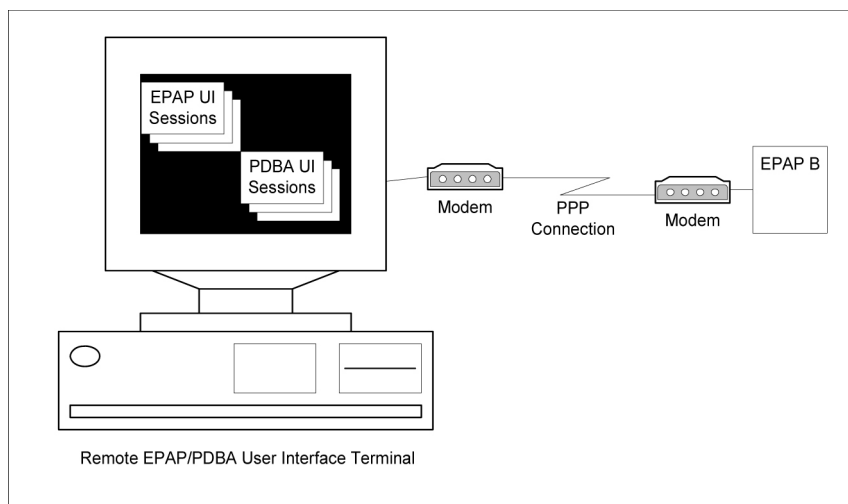 EPAP UI
Sessions
PDBA UI
Sessions
Modem
PPP
Connection
Modem
EPAP B
Remote EPAP/PDBA User Interface Terminal